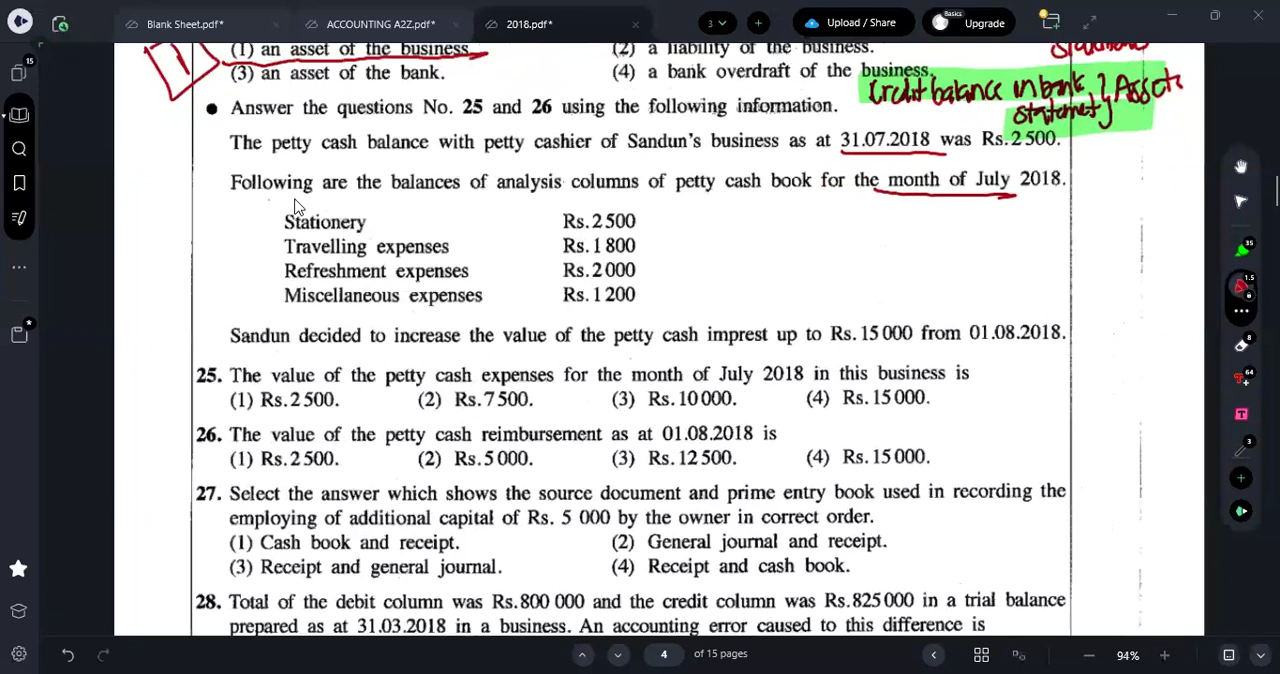 Blank Sheet.pdf*
ACCOUNTING A2Z.pdf*
2018.pdf*
3
Upload / Share
Basics
Upgrade
(1) an asset of the business.
(2) a liability of the business.
(3) an asset of the bank.
(4) a bank overdraft of the business.
Credit balance in bank
statement
Assets
• Answer the questions No. 25 and 26 using the following information.
The petty cash balance with petty cashier of Sandun's business as at 31.07.2018 was Rs.2 500.
Following are the balances of analysis columns of petty cash book for the month of July 2018.
Stationery Rs. 2 500
Travelling expenses Rs. 1 800
Refreshment expenses Rs. 2 000
Miscellaneous expenses Rs. 1 200
Sandun decided to increase the value of the petty cash imprest up to Rs. 15 000 from 01.08.2018.
25. The value of the petty cash expenses for the month of July 2018 in this business is
(1) Rs. 2 500. (2) Rs. 7 500. (3) Rs. 10 000. (4) Rs. 15 000.
26. The value of the petty cash reimbursement as at 01.08.2018 is
(1) Rs. 2 500. (2) Rs. 5 000. (3) Rs. 12 500. (4) Rs. 15 000.
27. Select the answer which shows the source document and prime entry book used in recording the
employing of additional capital of Rs. 5 000 by the owner in correct order.
(1) Cash book and receipt. (2) General journal and receipt.
(3) Receipt and general journal. (4) Receipt and cash book.
28. Total of the debit column was Rs. 800 000 and the credit column was Rs. 825 000 in a trial balance
prepared as at 31.03.2018 in a business. An accounting error caused to this difference is
4 of 15 pages
94%
15
35
1.5
8
64
3